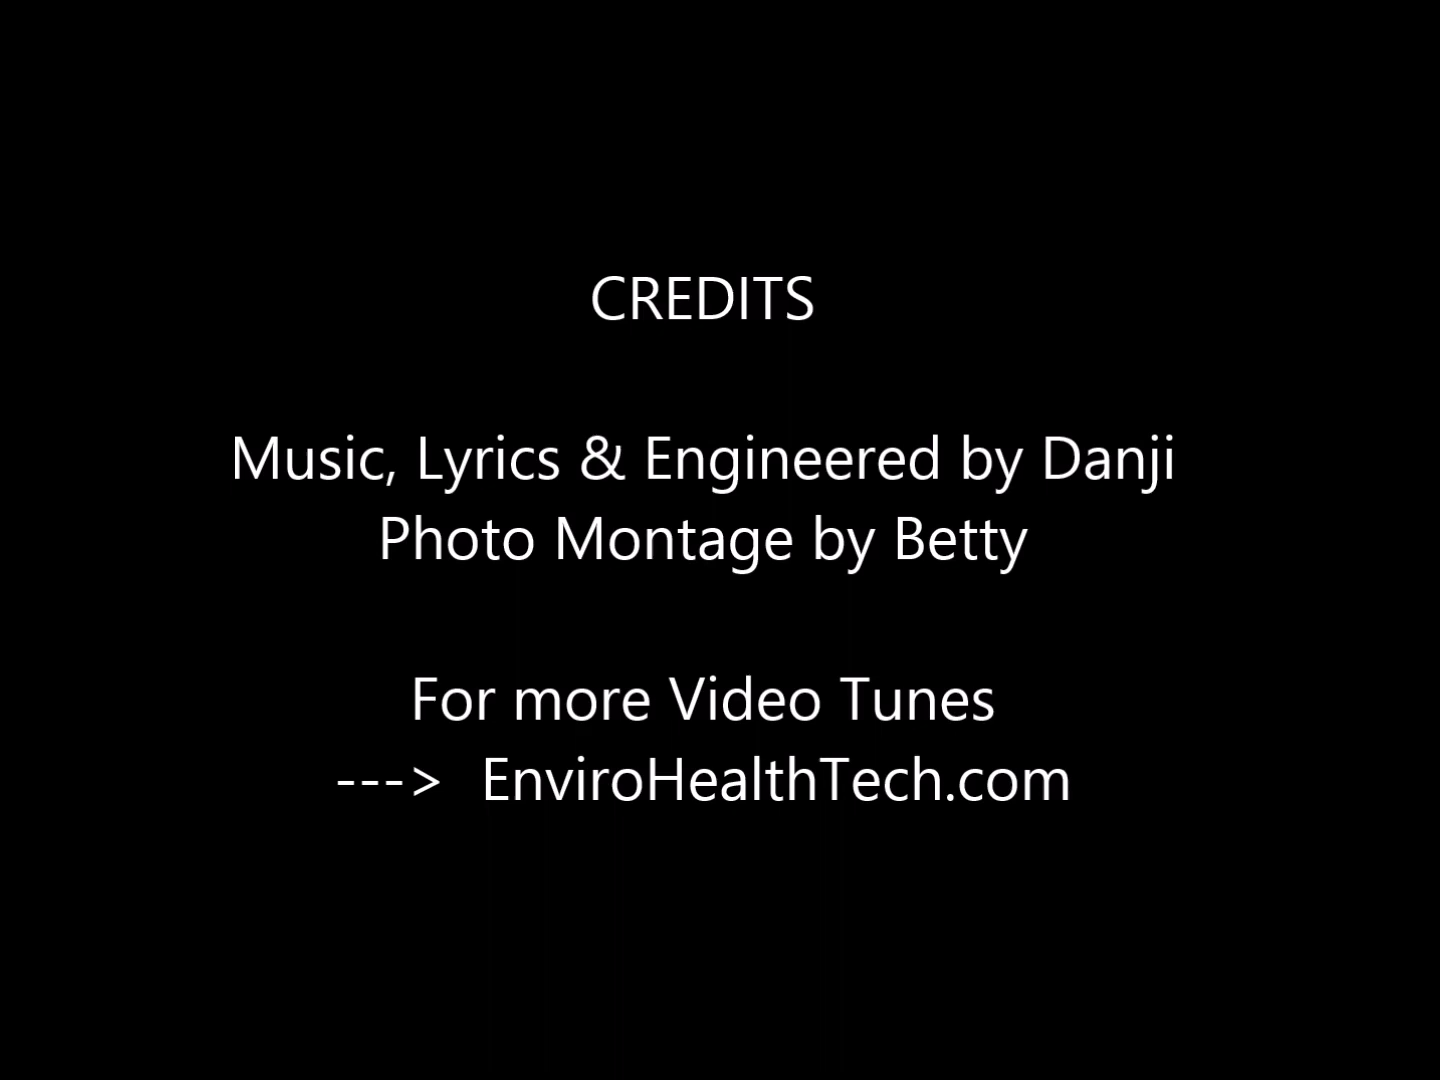 CREDITS
Music, Lyrics & Engineered by Danji
Photo Montage by Betty
For more Video Tunes
---> EnviroHealthTech.com